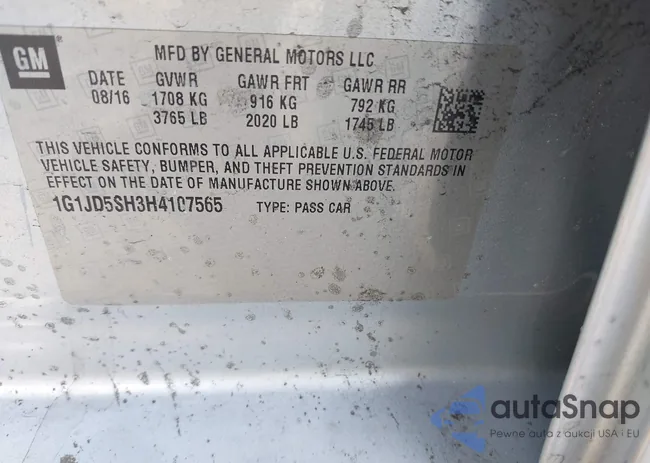 GM
MFD BY GENERAL MOTORS LLC
DATE GVWR GAWR FRT GAWR RR
08/16 1708 KG 916 KG 792 KG
3765 LB 2020 LB 1745 LB
THIS VEHICLE CONFORMS TO ALL APPLICABLE U.S. FEDERAL MOTOR
VEHICLE SAFETY, BUMPER, AND THEFT PREVENTION STANDARDS IN
EFFECT ON THE DATE OF MANUFACTURE SHOWN ABOVE.
1G1JD5SH3H4107565 TYPE: PASS CAR
autoSnap
Pewne auta z aukcji USA i EU